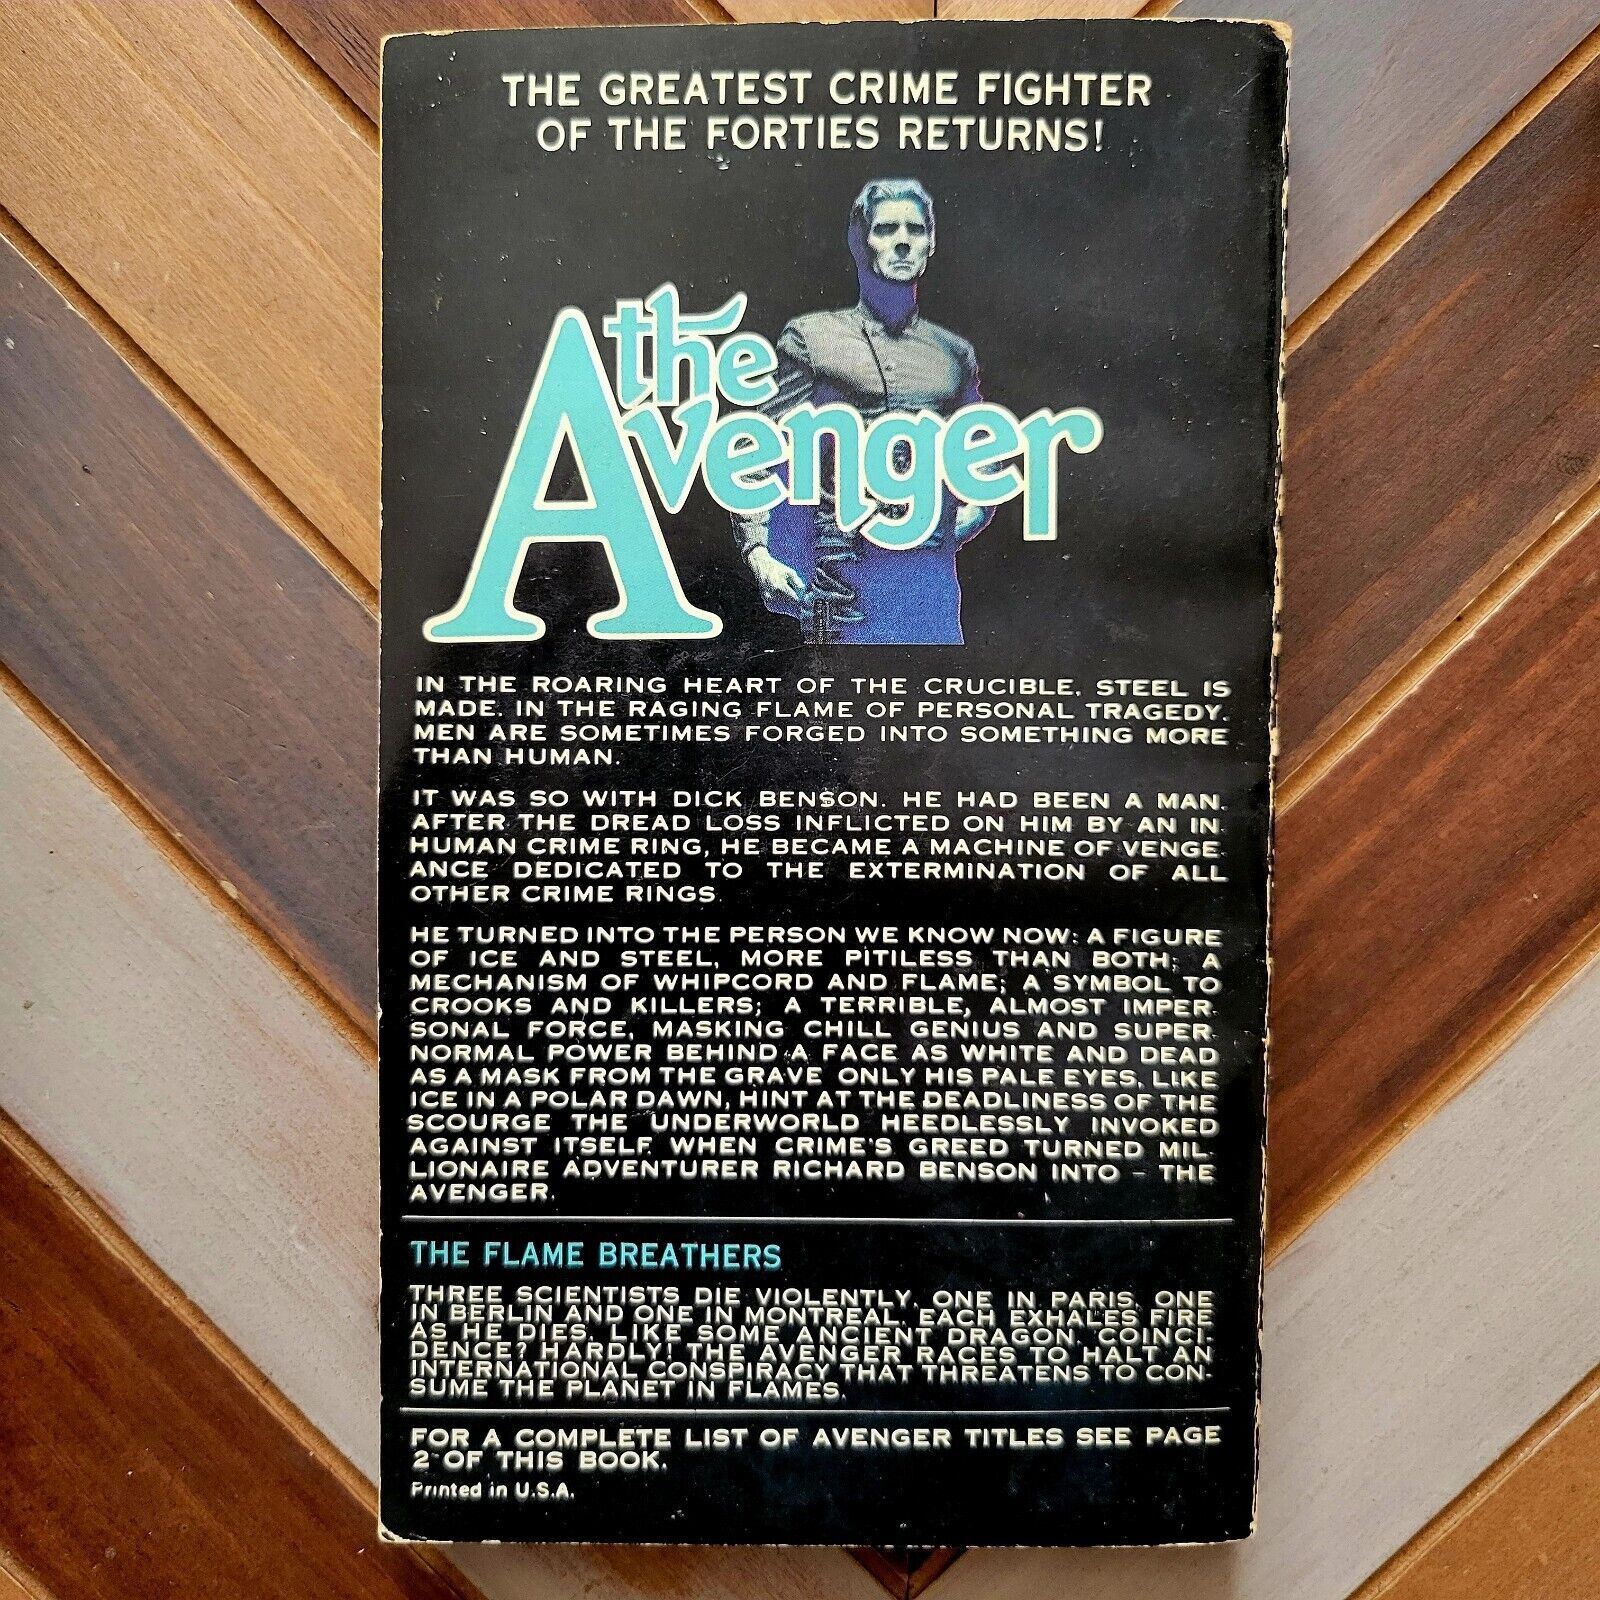 THE GREATEST CRIME FIGHTER
OF THE FORTIES RETURNS!
the
Avenger
IN THE ROARING HEART OF THE CRUCIBLE, STEEL IS
MADE. IN THE RAGING FLAME OF PERSONAL TRAGEDY,
MEN ARE SOMETIMES FORGED INTO SOMETHING MORE
THAN HUMAN.
IT WAS SO WITH DICK BENSON. HE HAD BEEN A MAN.
AFTER THE DREAD LOSS INFLICTED ON HIM BY AN IN
HUMAN CRIME RING, HE BECAME A MACHINE OF VENGE
ANCE DEDICATED TO THE EXTERMINATION OF ALL
OTHER CRIME RINGS.
HE TURNED INTO THE PERSON WE KNOW NOW: A FIGURE
OF ICE AND STEEL, MORE PITILESS THAN BOTH; A
MECHANISM OF WHIPCORD AND FLAME; A SYMBOL TO
CROOKS AND KILLERS; A TERRIBLE, ALMOST IMPER
SONAL FORCE, MASKING CHILL GENIUS AND SUPER
NORMAL POWER BEHIND A FACE AS WHITE AND DEAD
AS A MASK FROM THE GRAVE ONLY HIS PALE EYES, LIKE
ICE IN A POLAR DAWN, HINT AT THE DEADLINESS OF THE
SCOURGE THE UNDERWORLD HEEDLESSLY INVOKED
AGAINST ITSELF. WHEN CRIME'S GREED TURNED MIL
LIONAIRE ADVENTURER RICHARD BENSON INTO – THE
AVENGER.
THE FLAME BREATHERS
THREE SCIENTISTS DIE VIOLENTLY, ONE IN PARIS, ONE
IN BERLIN AND ONE IN MONTREAL. EACH EXHALES FIRE
AS HE DIES, LIKE SOME ANCIENT DRAGON. COINCI-
DENCE? HARDLY! THE AVENGER RACES TO HALT AN
INTERNATIONAL CONSPIRACY THAT THREATENS TO CON-
SUME THE PLANET IN FLAMES.
FOR A COMPLETE LIST OF AVENGER TITLES SEE PAGE
2 OF THIS BOOK.
Printed in U.S.A.